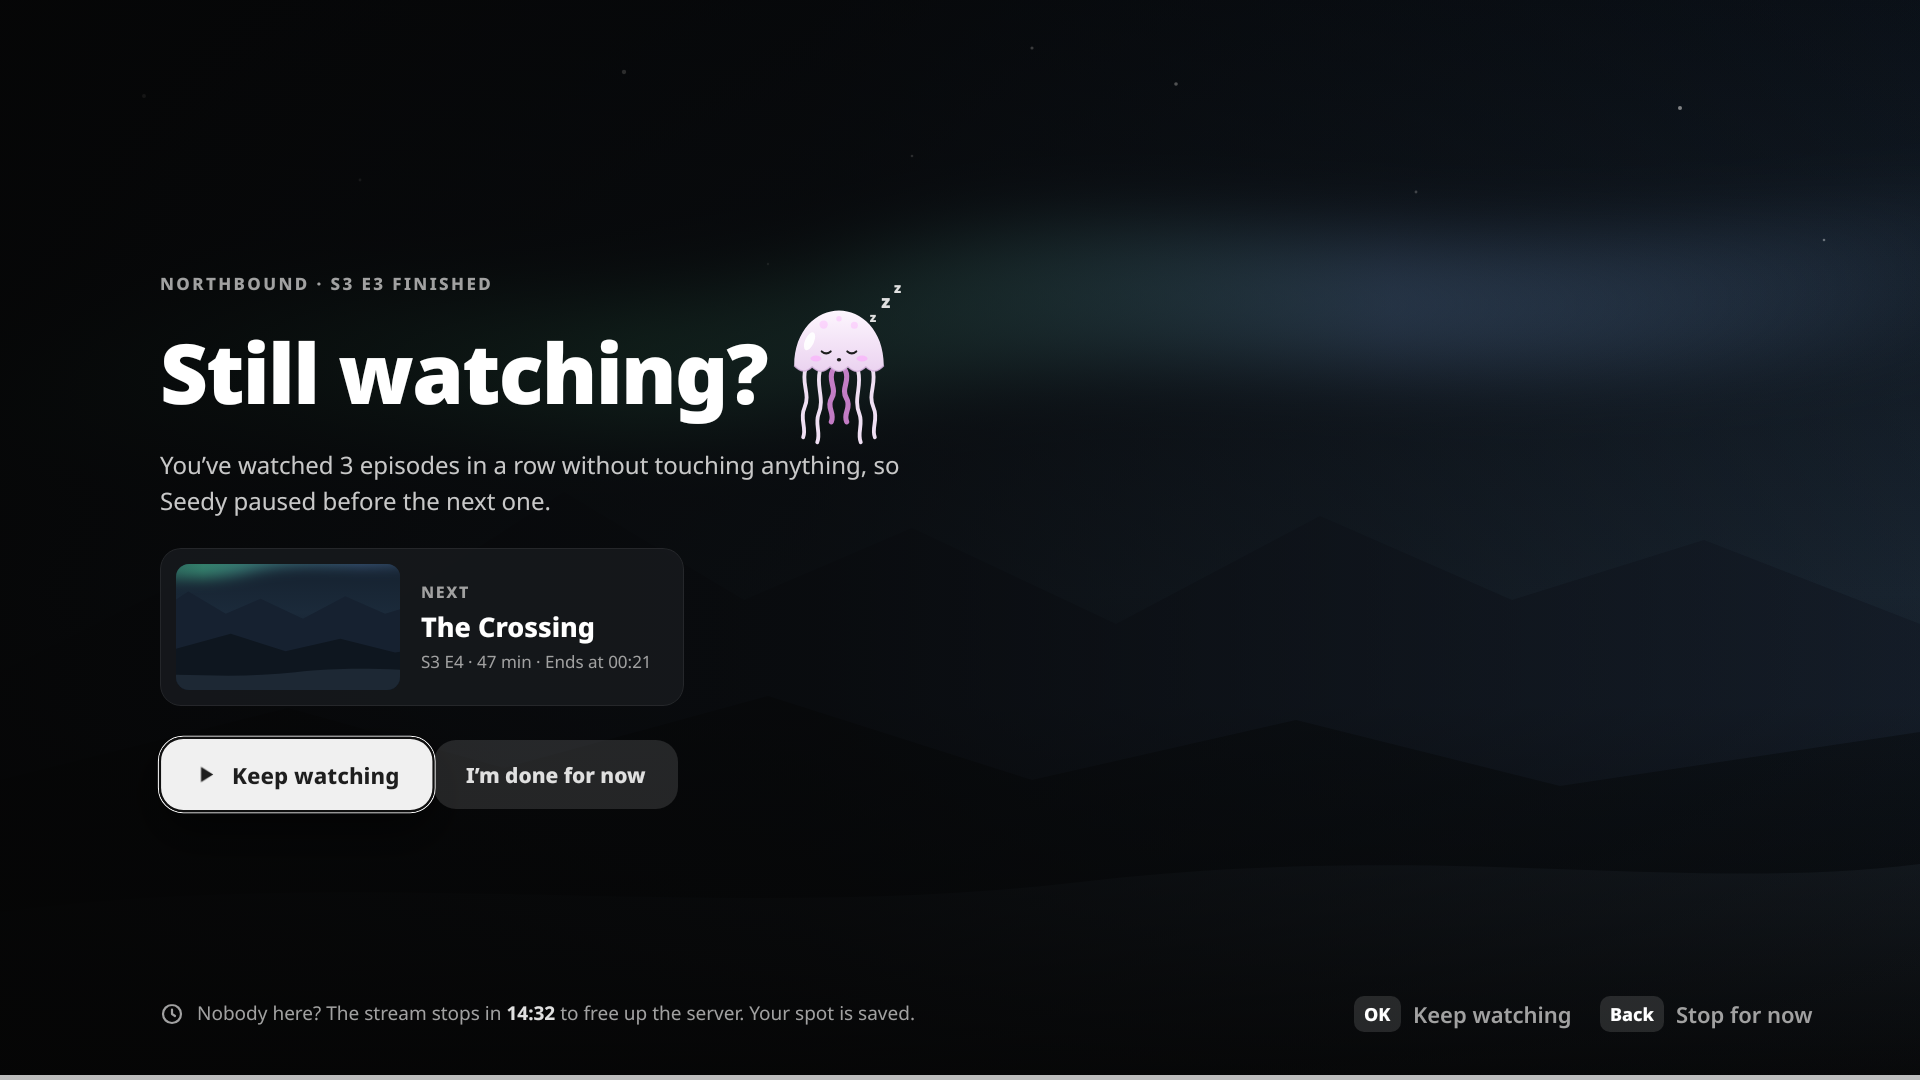 NORTHBOUND · S3 E3 FINISHED
z
z
z
Still watching?
You’ve watched 3 episodes in a row without touching anything, so
Seedy paused before the next one.
NEXT
The Crossing
S3 E4 · 47 min · Ends at 00:21
Keep watching
I’m done for now
Nobody here? The stream stops in 14:32 to free up the server. Your spot is saved.
OK Keep watching
Back Stop for now